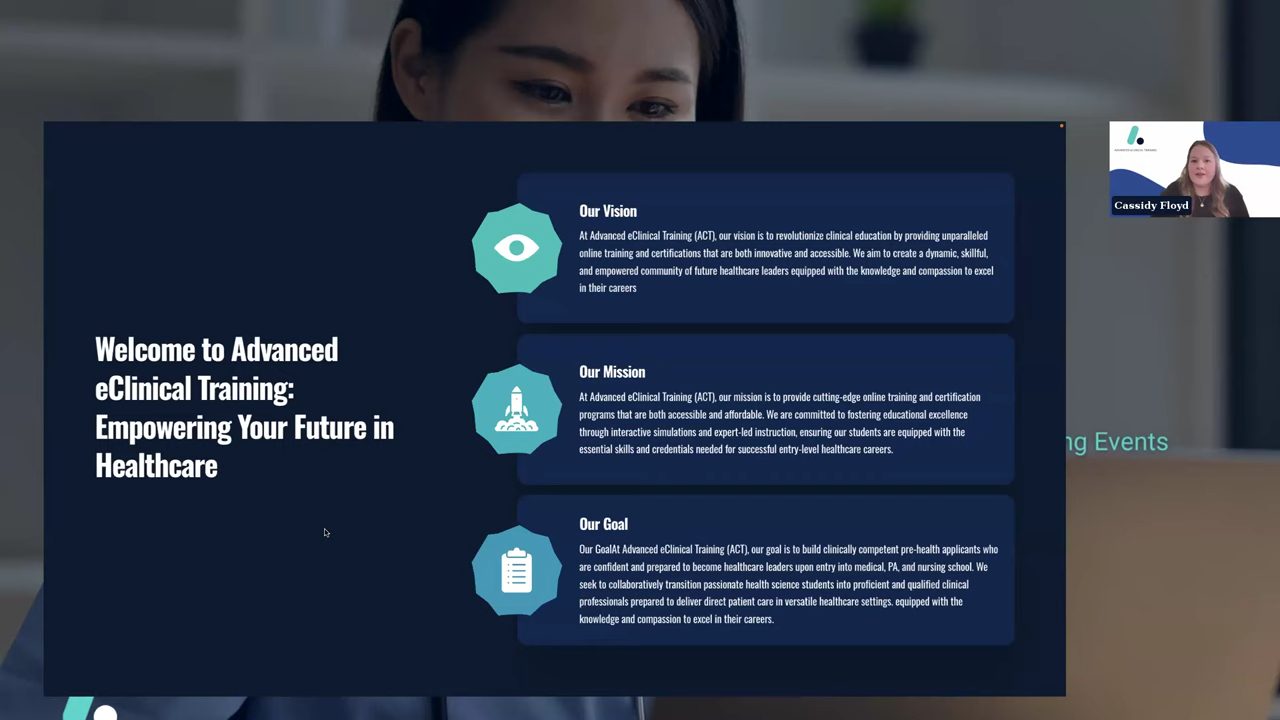 Welcome to Advanced
eClinical Training:
Empowering Your Future in
Healthcare
Our Vision
At Advanced eClinical Training (ACT), our vision is to revolutionize clinical education by providing unparalleled
online training and certifications that are both innovative and accessible. We aim to create a dynamic, skillful,
and empowered community of future healthcare leaders equipped with the knowledge and compassion to excel
in their careers
Our Mission
At Advanced eClinical Training (ACT), our mission is to provide cutting-edge online training and certification
programs that are both accessible and affordable. We are committed to fostering educational excellence
through interactive simulations and expert-led instruction, ensuring our students are equipped with the
essential skills and credentials needed for successful entry-level healthcare careers.
Our Goal
Our GoalAt Advanced eClinical Training (ACT), our goal is to build clinically competent pre-health applicants who
are confident and prepared to become healthcare leaders upon entry into medical, PA, and nursing school. We
seek to collaboratively transition passionate health science students into proficient and qualified clinical
professionals prepared to deliver direct patient care in versatile healthcare settings. equipped with the
knowledge and compassion to excel in their careers.
ADVANCED eCLINICAL TRAINING
Cassidy Floyd
ng Events